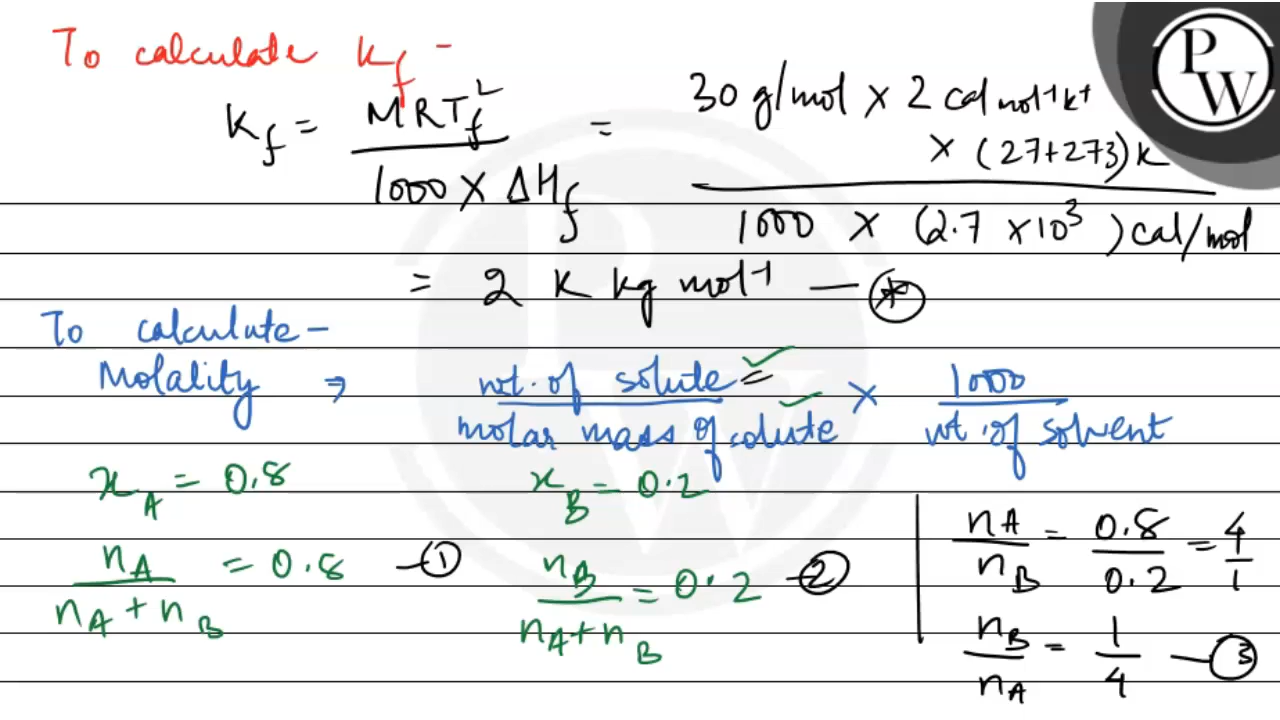 To calculate Kf -
Kf = MRTf² / 1000 × ΔHf = 30 g/mol × 2 cal mol⁻¹ K⁺ × (27+273) K / 1000 × (2.7 × 10³) cal/mol
= 2 K kg mol⁻¹ — (*)
To calculate -
Molality ⇒ wt. of solute = / molar mass of solute × 1000 / wt. of solvent
xA = 0.8 xB = 0.2
nA / nA + nB = 0.8 — ① nB / nA + nB = 0.2 — ②
nA / nB = 0.8 / 0.2 = 4 / 1
nB / nA = 1 / 4 — ③
PW
PW